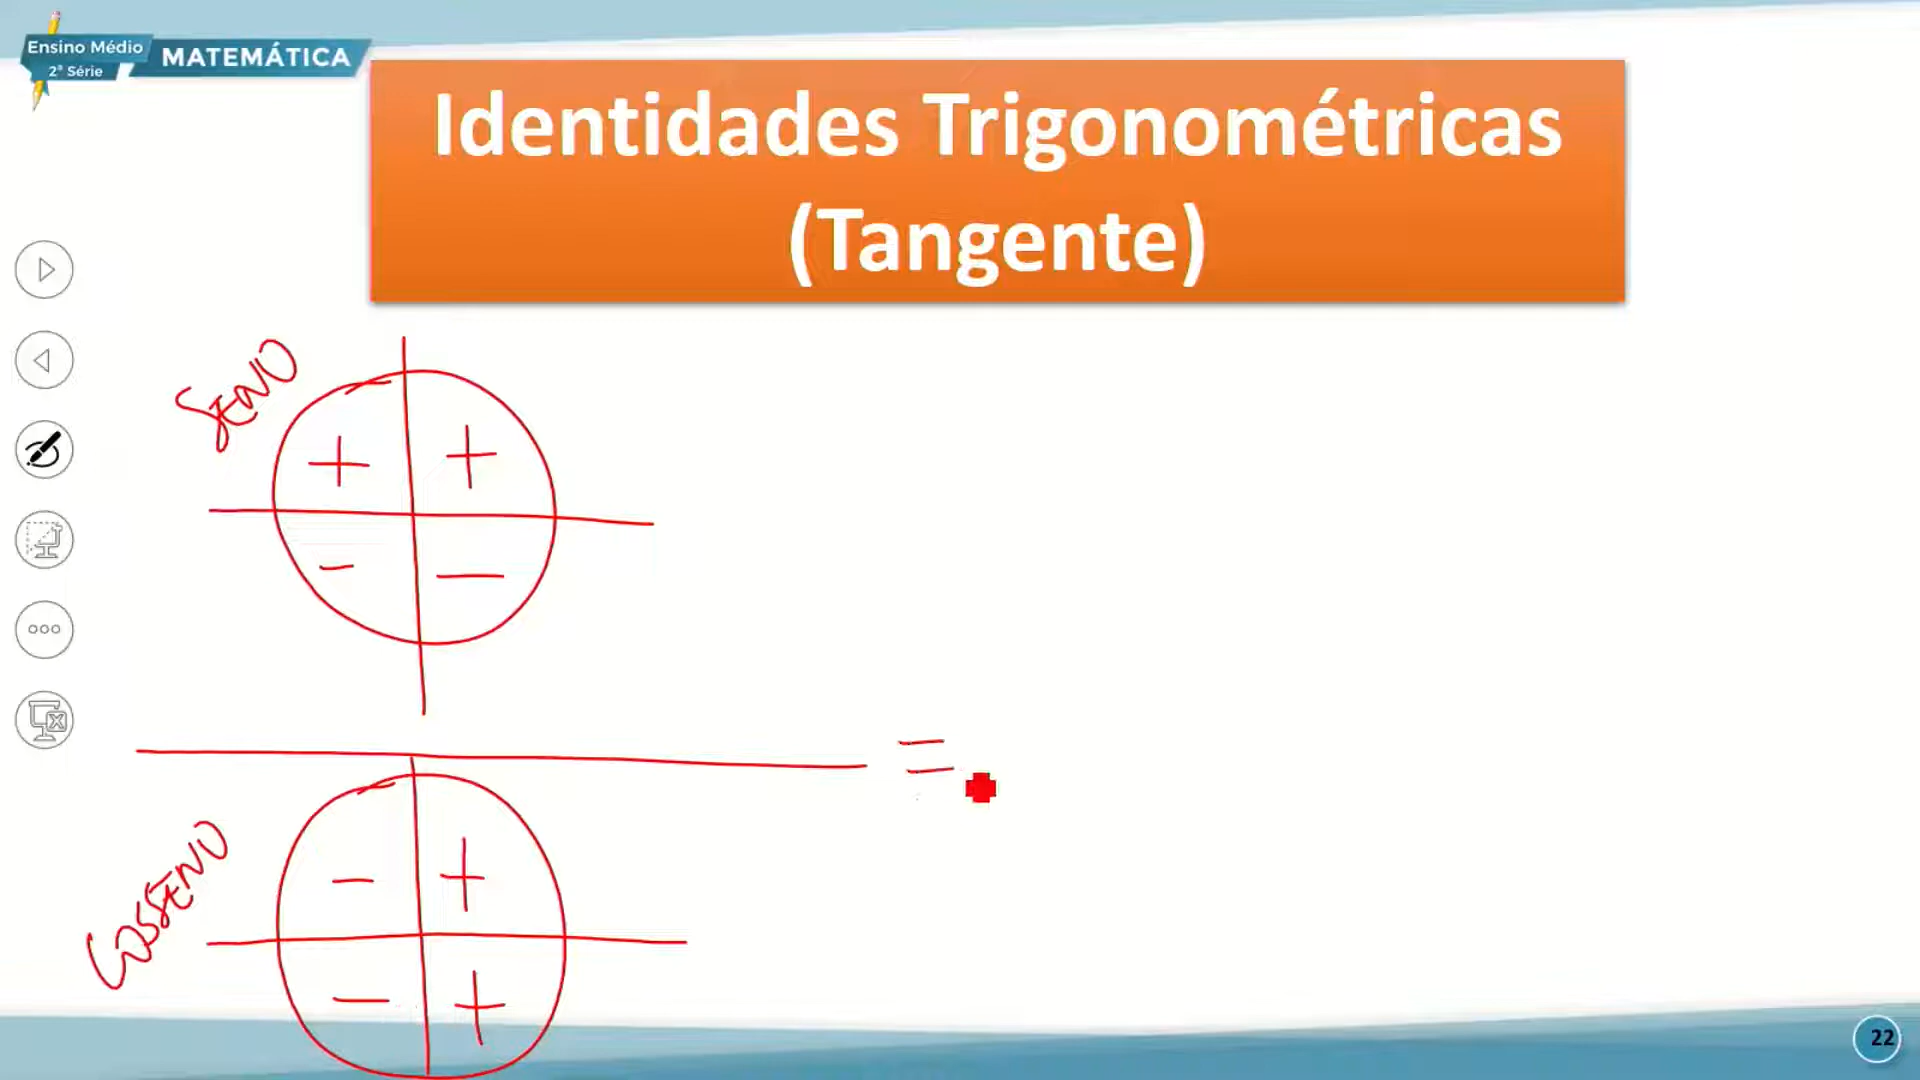 Ensino Médio
2ª Série
MATEMÁTICA
Identidades Trigonométricas
(Tangente)
SENO
+ +
- -
=
COSSENO
- +
- +
22